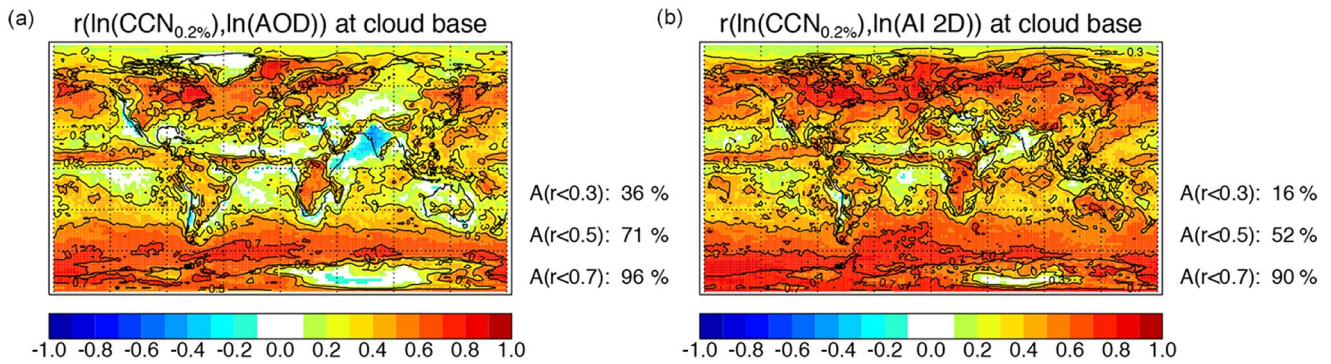 (a) r(ln(CCN0.2%),ln(AOD)) at cloud base
A(r<0.3): 36 %
A(r<0.5): 71 %
A(r<0.7): 96 %
-1.0 -0.8 -0.6 -0.4 -0.2 0.0 0.2 0.4 0.6 0.8 1.0
(b) r(ln(CCN0.2%),ln(AI 2D)) at cloud base
A(r<0.3): 16 %
A(r<0.5): 52 %
A(r<0.7): 90 %
-1.0 -0.8 -0.6 -0.4 -0.2 0.0 0.2 0.4 0.6 0.8 1.0